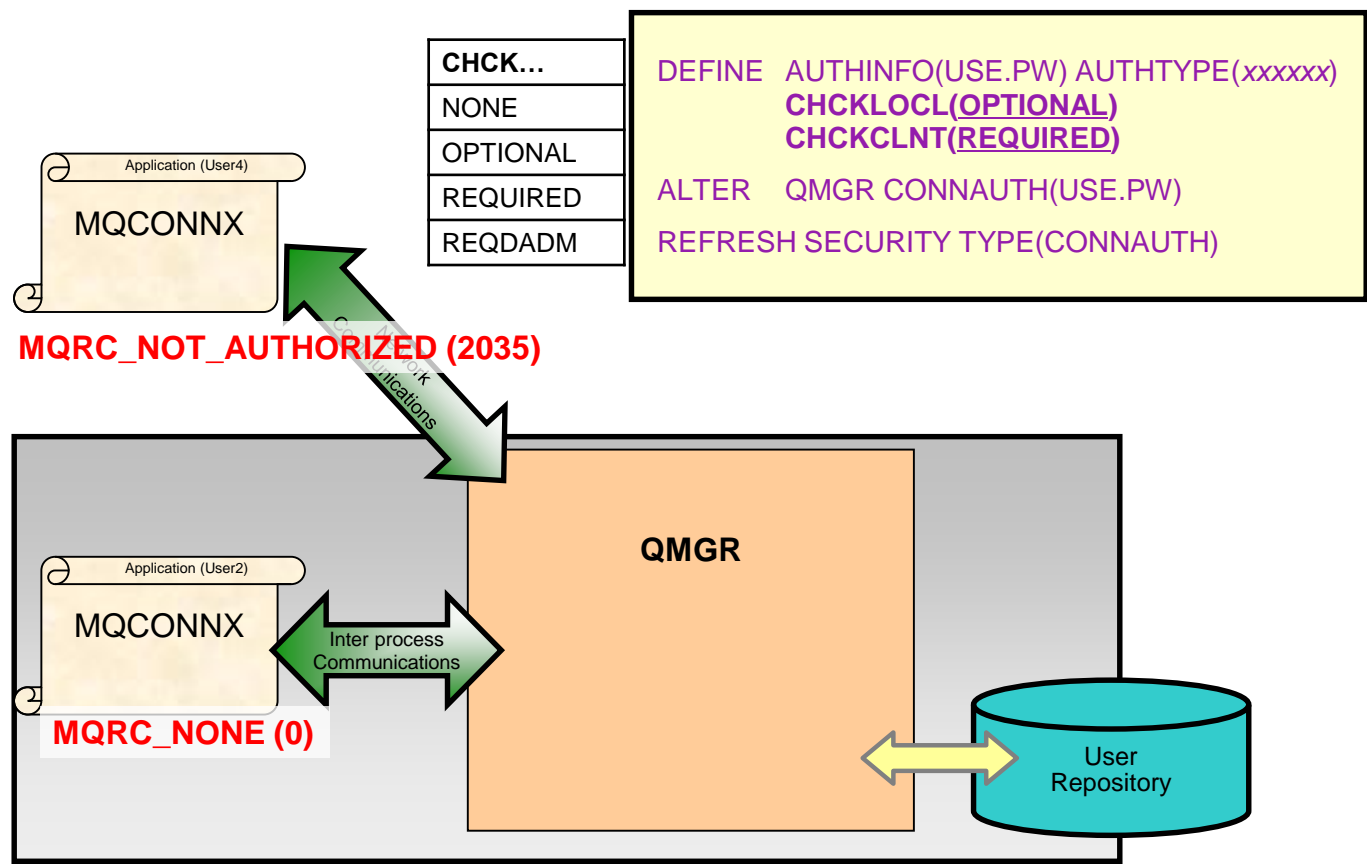 CHCK…
NONE
OPTIONAL
REQUIRED
REQDADM
DEFINE AUTHINFO(USE.PW) AUTHTYPE(xxxxxx)
CHCKLOCL(OPTIONAL)
CHCKCLNT(REQUIRED)
ALTER QMGR CONNAUTH(USE.PW)
REFRESH SECURITY TYPE(CONNAUTH)
Application (User4)
MQCONNX
MQRC_NOT_AUTHORIZED (2035)
Network
Communications
QMGR
Application (User2)
MQCONNX
Inter process
Communications
MQRC_NONE (0)
User
Repository